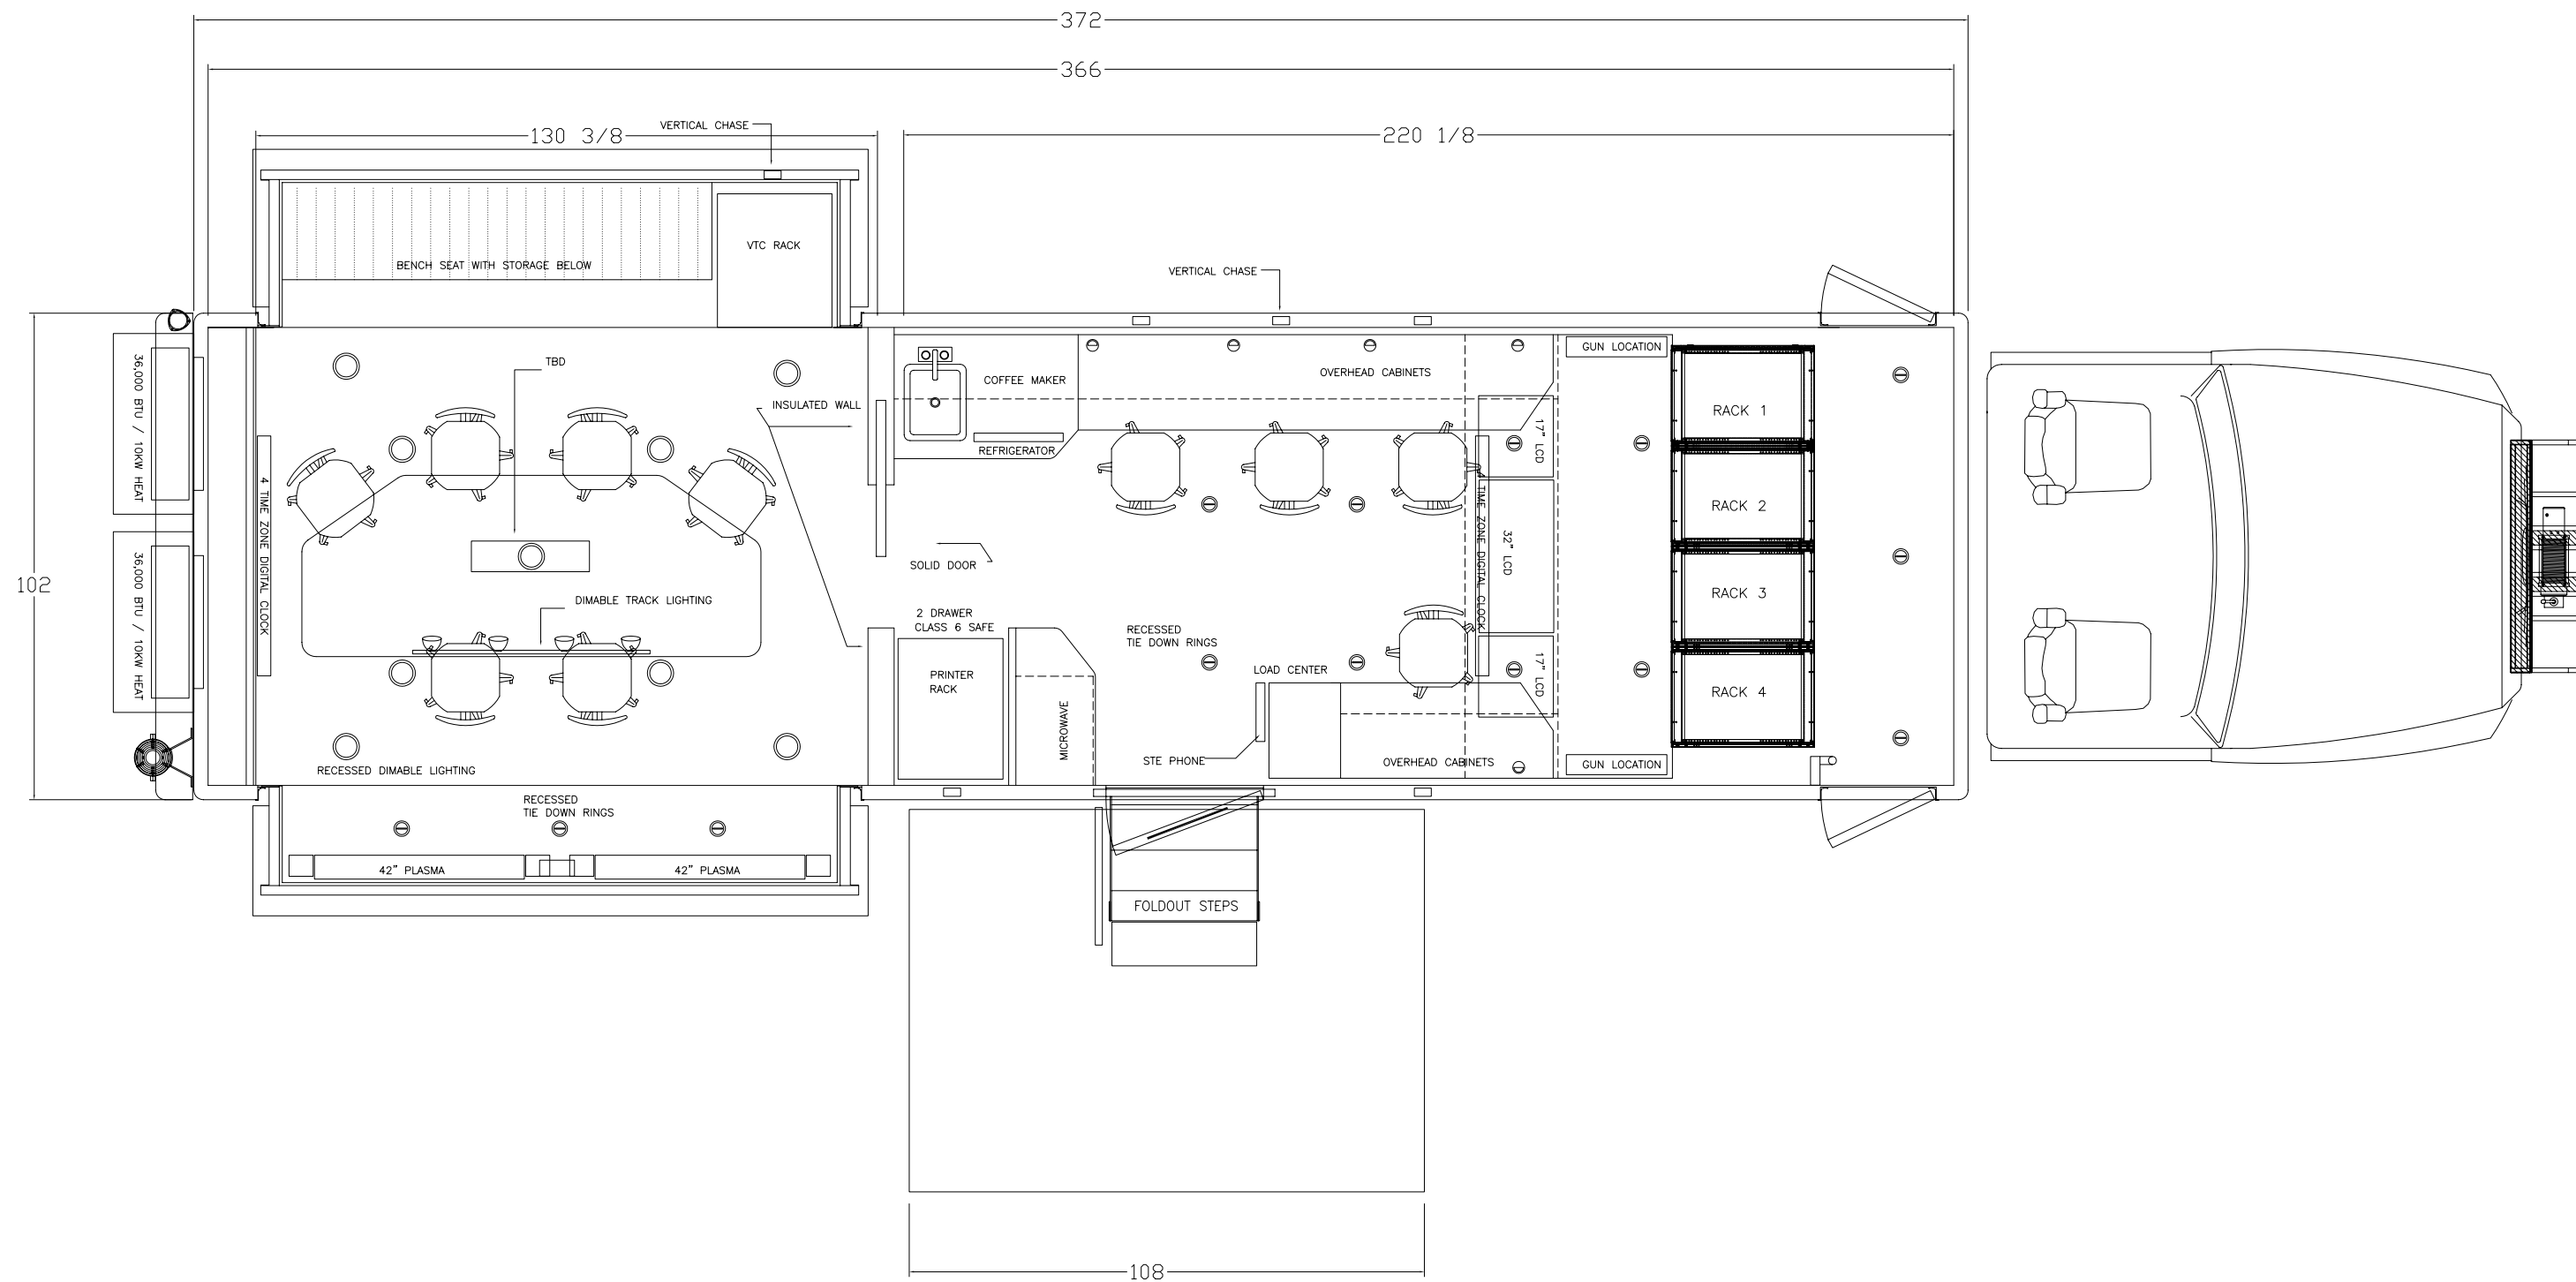 372
366
130 3/8
220 1/8
VERTICAL CHASE
VTC RACK
BENCH SEAT WITH STORAGE BELOW
VERTICAL CHASE
102
36,000 BTU / 10KW HEAT
36,000 BTU / 10KW HEAT
4 TIME ZONE DIGITAL CLOCK
TBD
INSULATED WALL
DIMABLE TRACK LIGHTING
RECESSED DIMABLE LIGHTING
COFFEE MAKER
REFRIGERATOR
SOLID DOOR
2 DRAWER
CLASS 6 SAFE
PRINTER
RACK
MICROWAVE
OVERHEAD CABINETS
GUN LOCATION
17" LCD
32" LCD
17" LCD
4 TIME ZONE DIGITAL CLOCK
RACK 1
RACK 2
RACK 3
RACK 4
RECESSED
TIE DOWN RINGS
LOAD CENTER
STE PHONE
OVERHEAD CABINETS
GUN LOCATION
RECESSED
TIE DOWN RINGS
42" PLASMA
42" PLASMA
FOLDOUT STEPS
108